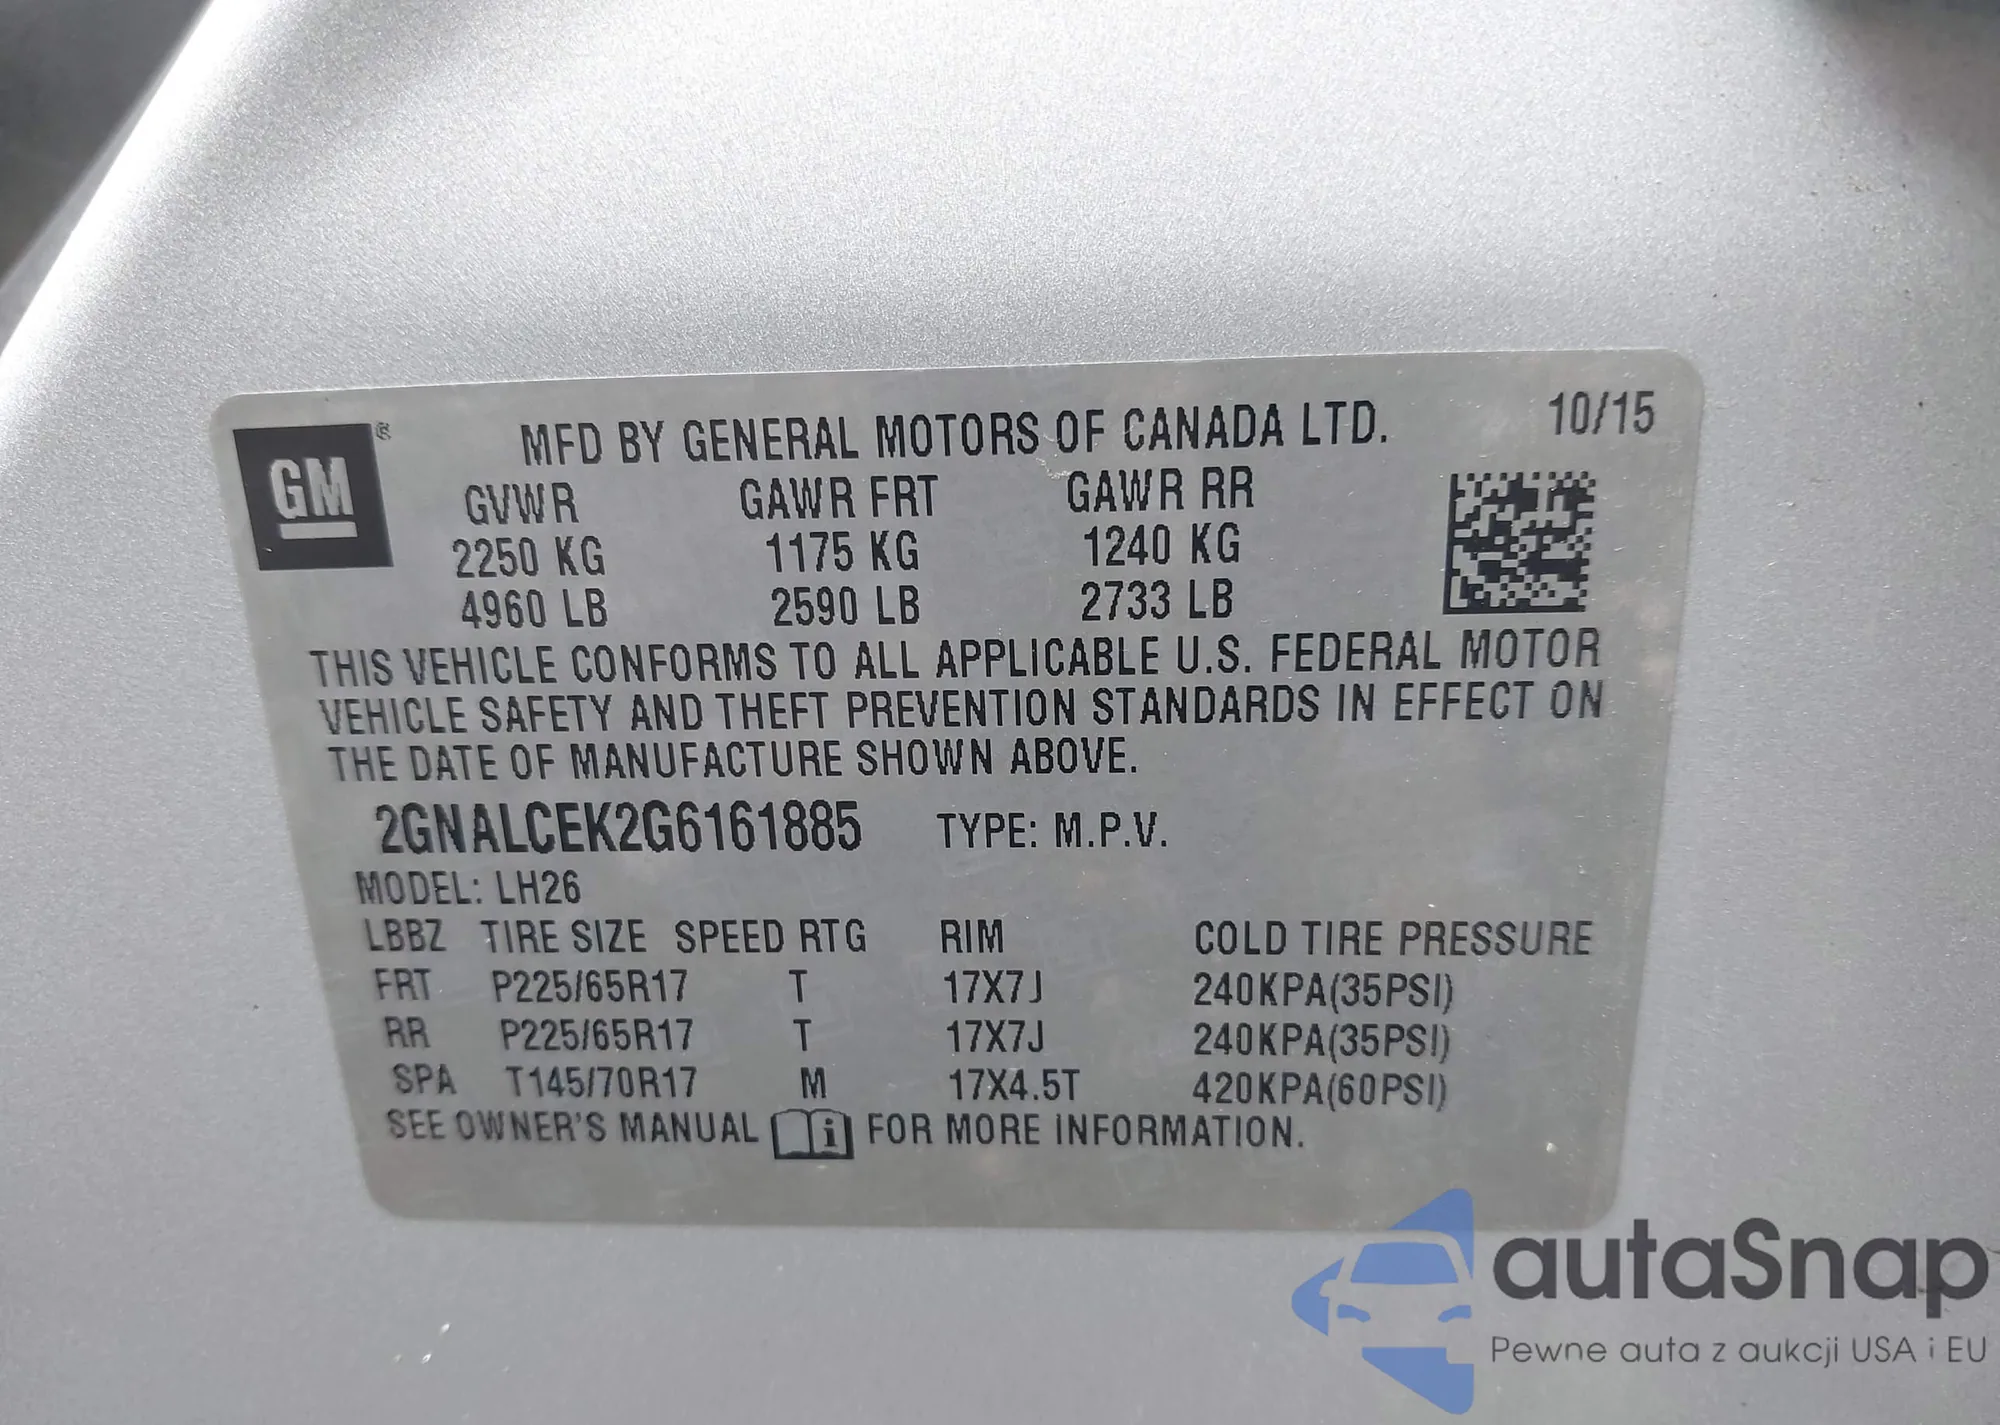 GM ®
MFD BY GENERAL MOTORS OF CANADA LTD. 10/15
GVWR GAWR FRT GAWR RR
2250 KG 1175 KG 1240 KG
4960 LB 2590 LB 2733 LB
THIS VEHICLE CONFORMS TO ALL APPLICABLE U.S. FEDERAL MOTOR
VEHICLE SAFETY AND THEFT PREVENTION STANDARDS IN EFFECT ON
THE DATE OF MANUFACTURE SHOWN ABOVE.
2GNALCEK2G6161885 TYPE: M.P.V.
MODEL: LH26
LBBZ TIRE SIZE SPEED RTG RIM COLD TIRE PRESSURE
FRT P225/65R17 T 17X7J 240KPA(35PSI)
RR P225/65R17 T 17X7J 240KPA(35PSI)
SPA T145/70R17 M 17X4.5T 420KPA(60PSI)
SEE OWNER'S MANUAL i FOR MORE INFORMATION.
autaSnap
Pewne auta z aukcji USA i EU